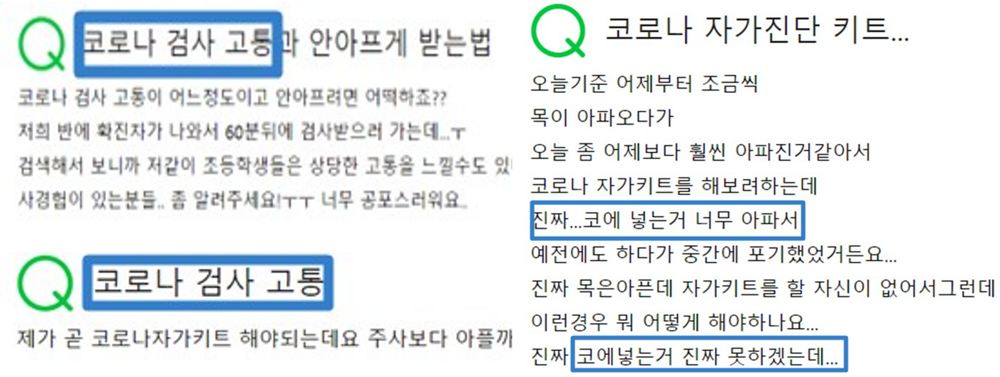 Q 코로나 검사 고통과 안아프게 받는법
코로나 검사 고통이 어느정도이고 안아프려면 어떡하죠??
저희 반에 확진자가 나와서 60분뒤에 검사받으러 가는데...ㅜ
검색해서 보니까 저같이 초등학생들은 상당한 고통을 느낄수도
사경험이 있는분들.. 좀 알려주세요!ㅜㅜ 너무 공포스러워요..
Q 코로나 검사 고통
제가 곧 코로나자가키트 해야되는데요 주사보다
Q 코로나 자가진단 키트...
오늘기준 어제부터 조금씩
목이 아파오다가
오늘 좀 어제보다 훨씬 아파진거같아서
코로나 자가키트를 해보려하는데
진짜...코에 넣는거 너무 아파서
예전에도 하다가 중간에 포기했었거든요...
진짜 목은아픈데 자가키트를 할 자신이 없어서그런데
이런경우 뭐 어떻게 해야하나요...
진짜 코에넣는거 진짜 못하겠는데...